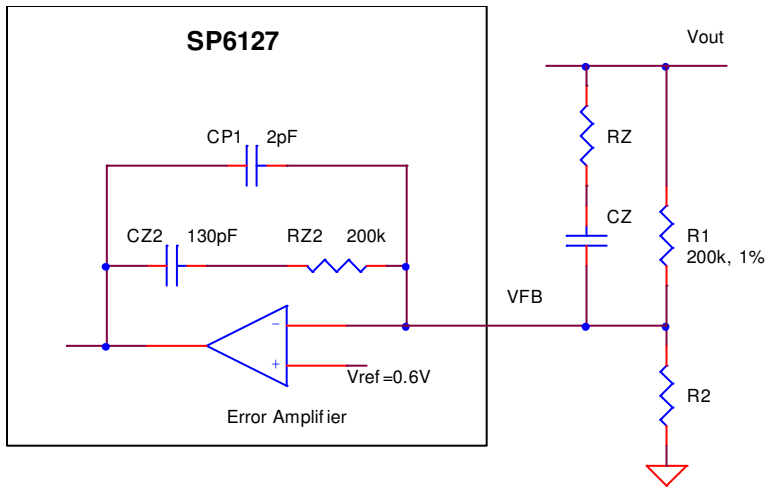 SP6127
Vout
CP1 2pF
RZ
CZ2 130pF RZ2 200k
CZ
R1
200k, 1%
VFB
−
+
Vref=0.6V
R2
Error Amplifier